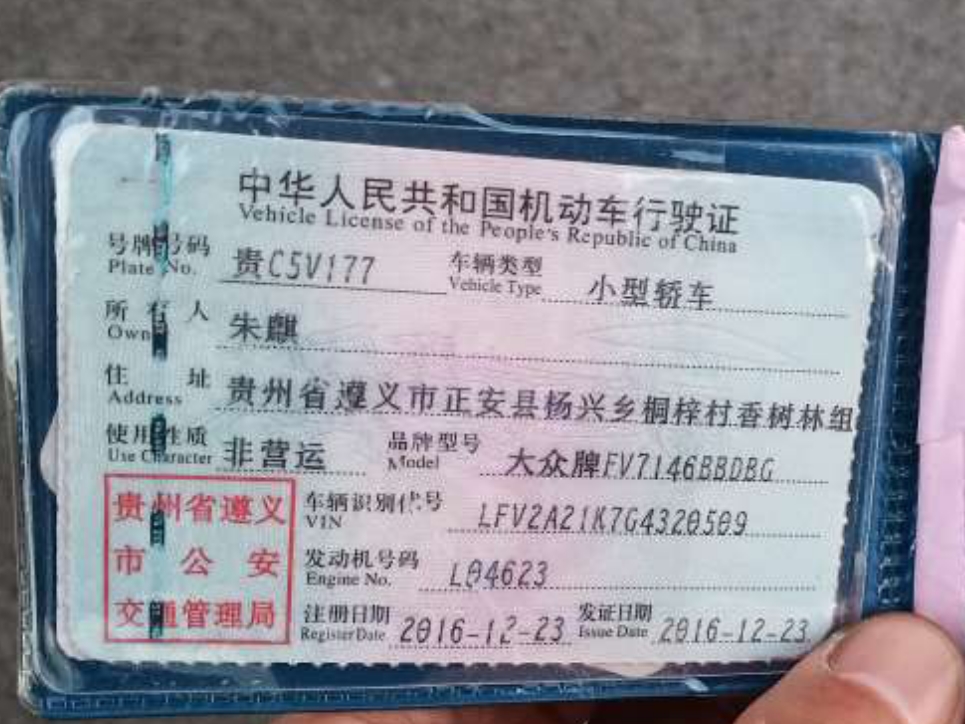 中华人民共和国机动车行驶证
Vehicle License of the People's Republic of China
号牌号码 贵C5V177 车辆类型 小型轿车
Plate No. Vehicle Type
所有人 朱麒
Owner
住址 贵州省遵义市正安县杨兴乡桐梓村香树林组
Address
使用性质 非营运 品牌型号 大众牌FV7146BBDBG
Use Character Model
贵州省遵义 车辆识别代号 LFV2A21K7G4320509
VIN
市公安 发动机号码 L04623
Engine No.
交通管理局 注册日期 2016-12-23 发证日期 2016-12-23
Register Date Issue Date